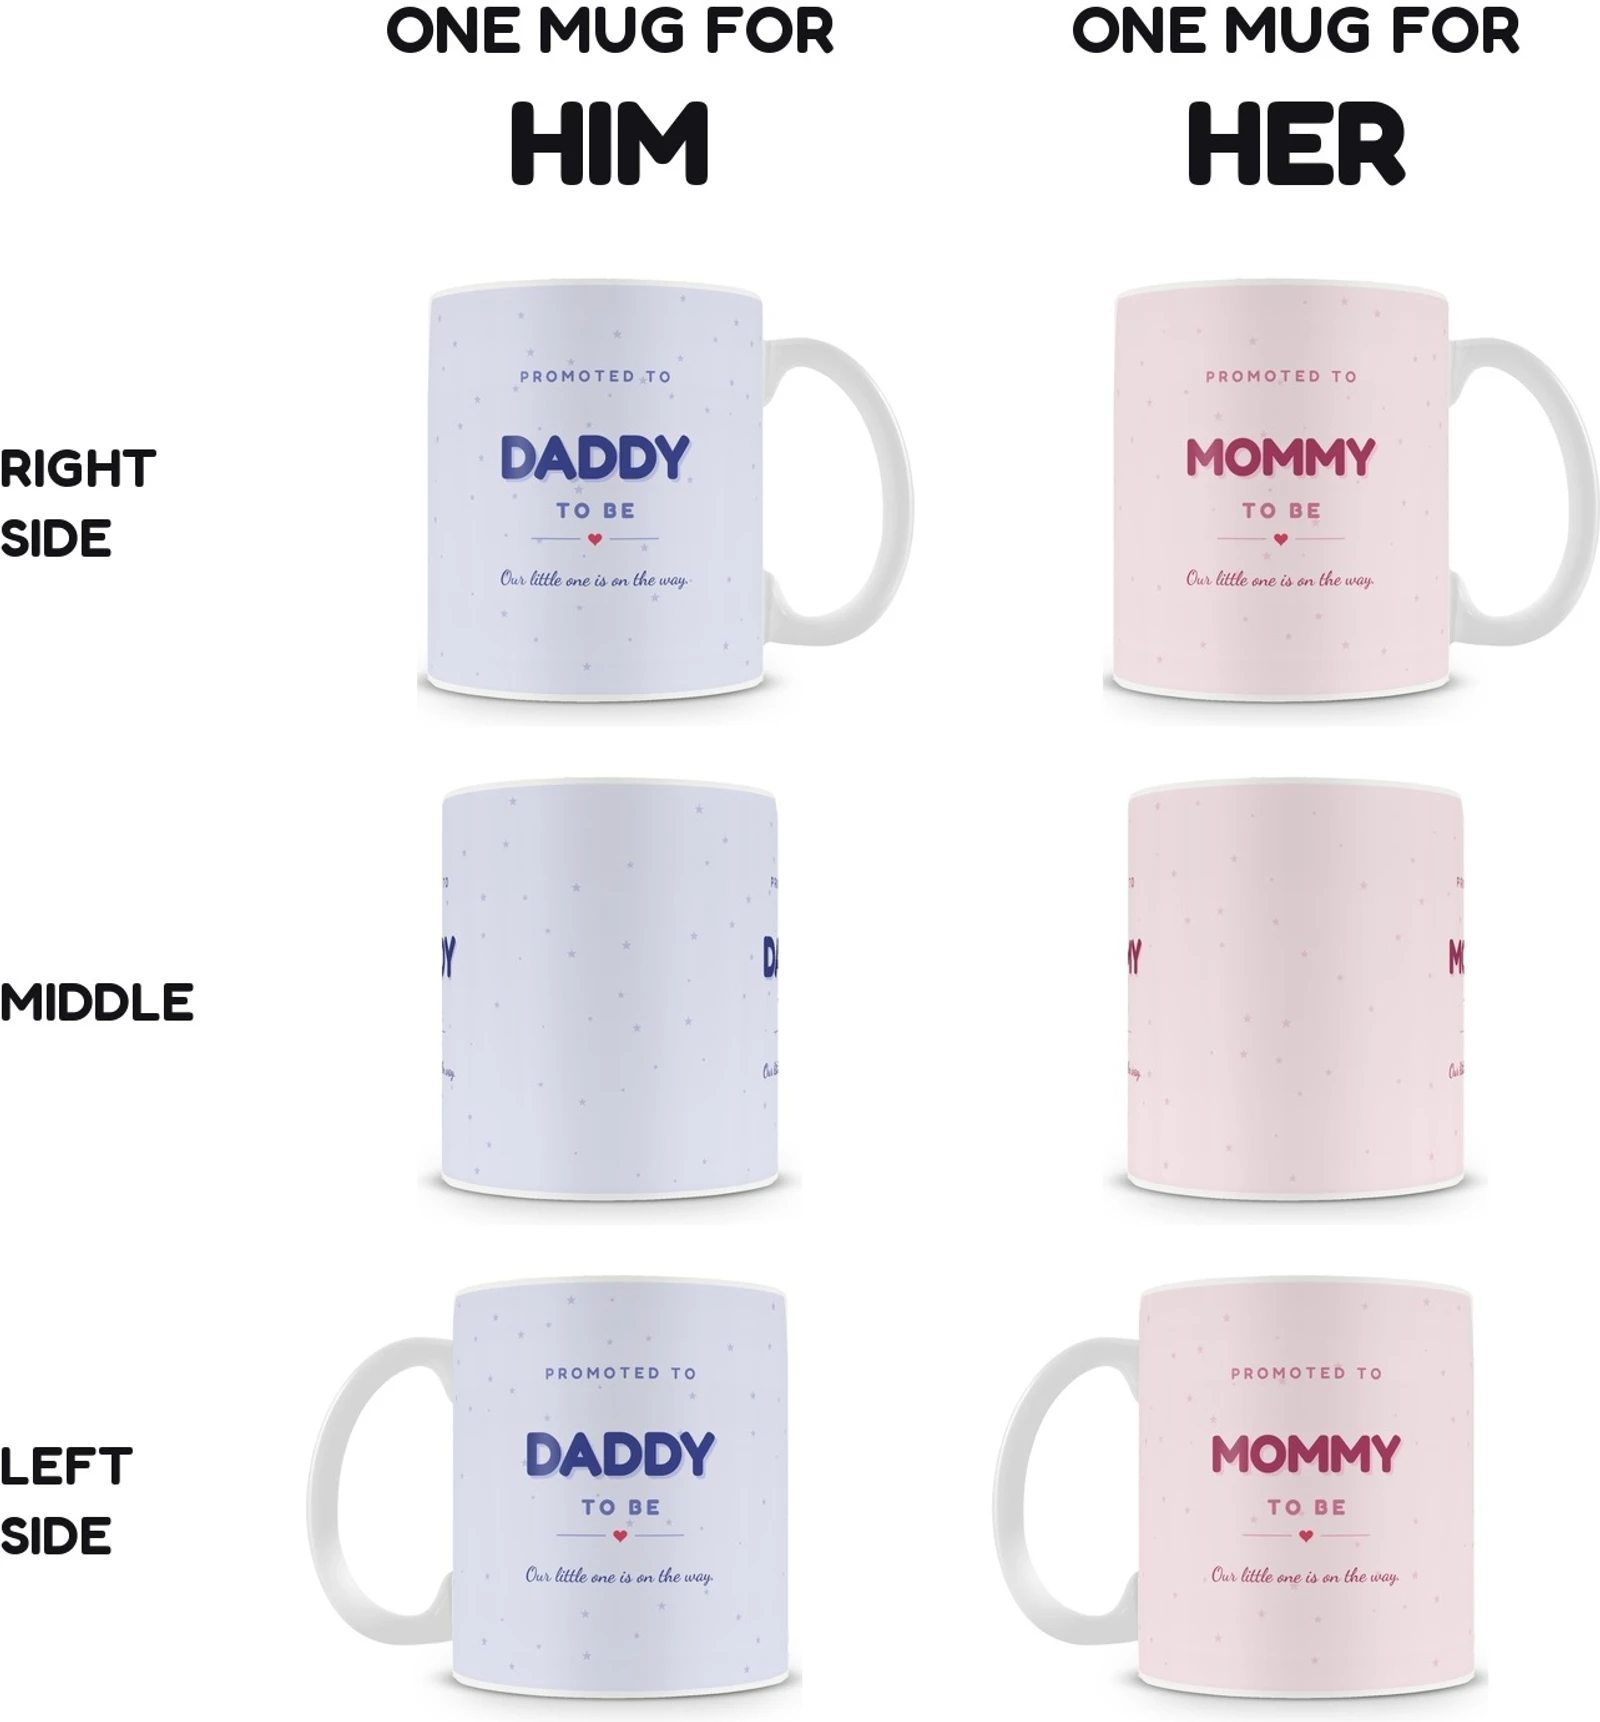 ONE MUG FOR
HIM
ONE MUG FOR
HER
RIGHT
SIDE
PROMOTED TO
DADDY
TO BE
Our little one is on the way.
PROMOTED TO
MOMMY
TO BE
Our little one is on the way.
MIDDLE
LEFT
SIDE
PROMOTED TO
DADDY
TO BE
Our little one is on the way.
PROMOTED TO
MOMMY
TO BE
Our little one is on the way.